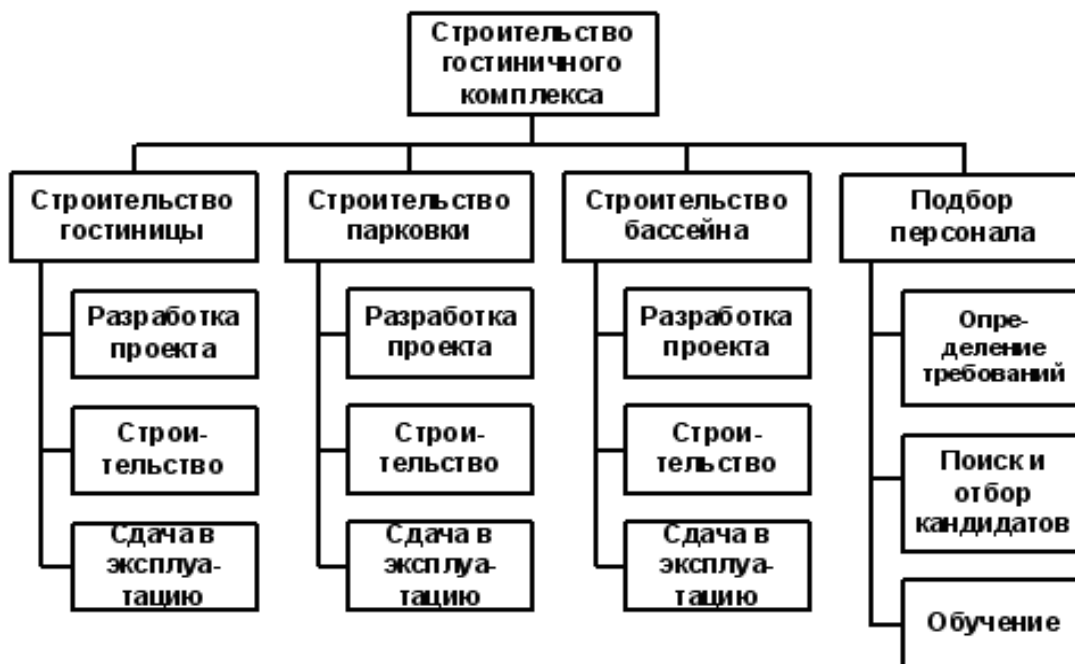 Строительство
гостиничного
комплекса
Строительство
гостиницы
Разработка
проекта
Строи-
тельство
Сдача в
эксплуа-
тацию
Строительство
парковки
Разработка
проекта
Строи-
тельство
Сдача в
эксплуа-
тацию
Строительство
бассейна
Разработка
проекта
Строи-
тельство
Сдача в
эксплуа-
тацию
Подбор
персонала
Опре-
деление
требований
Поиск и
отбор
кандидатов
Обучение